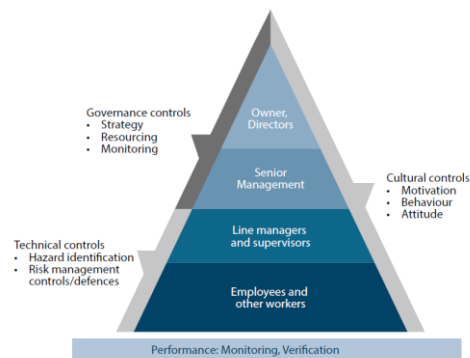 Governance controls
• Strategy
• Resourcing
• Monitoring
Owner,
Directors
Senior
Management
Cultural controls
• Motivation
• Behaviour
• Attitude
Line managers
and supervisors
Technical controls
• Hazard identification
• Risk management
controls/defences
Employees and
other workers
Performance: Monitoring, Verification